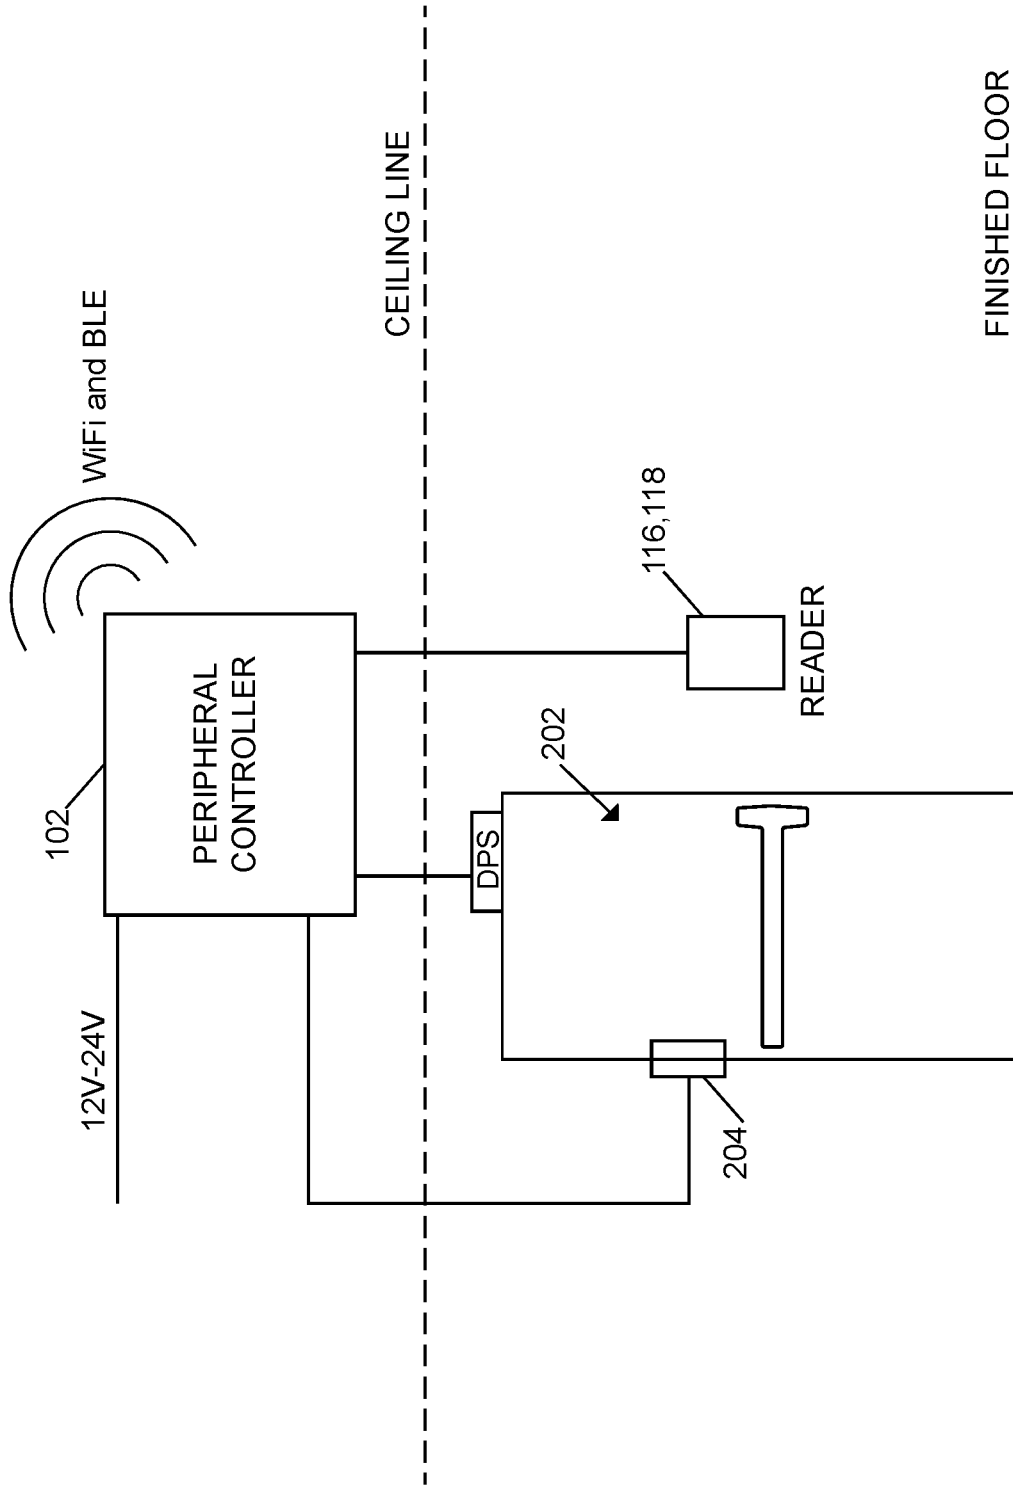 WiFi and BLE
102
12V-24V
PERIPHERAL
CONTROLLER
CEILING LINE
DPS
202
116,118
204
READER
FINISHED FLOOR